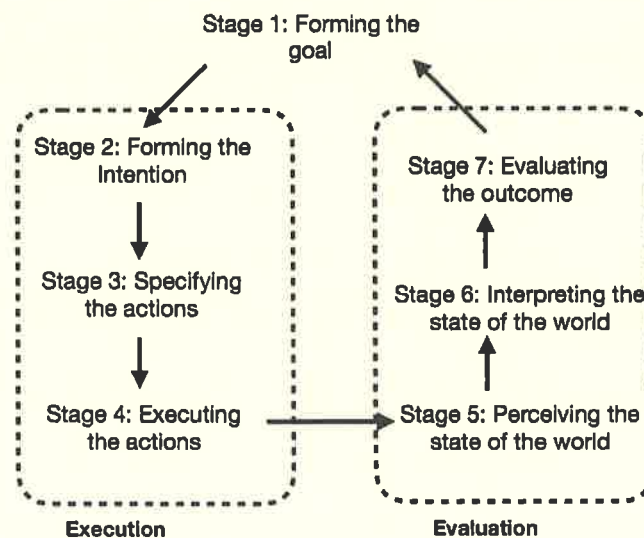 Stage 1: Forming the
goal
Stage 2: Forming the
Intention
Stage 3: Specifying
the actions
Stage 4: Executing
the actions
Stage 7: Evaluating
the outcome
Stage 6: Interpreting the
state of the world
Stage 5: Perceiving the
state of the world
Execution
Evaluation